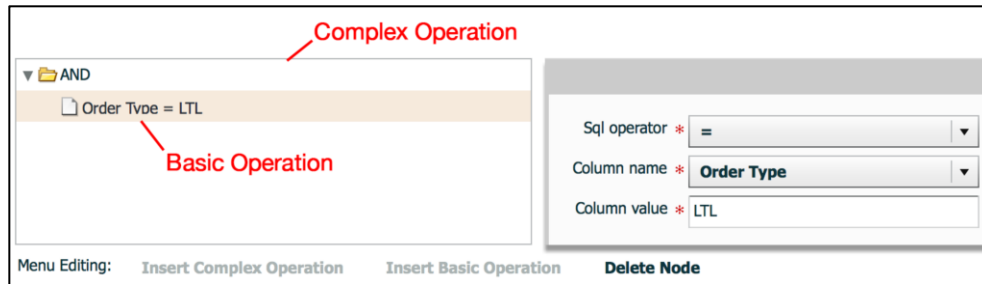 Complex Operation
AND
Order Type = LTL
Basic Operation
Sql operator * =
Column name * Order Type
Column value * LTL
Menu Editing: Insert Complex Operation Insert Basic Operation Delete Node